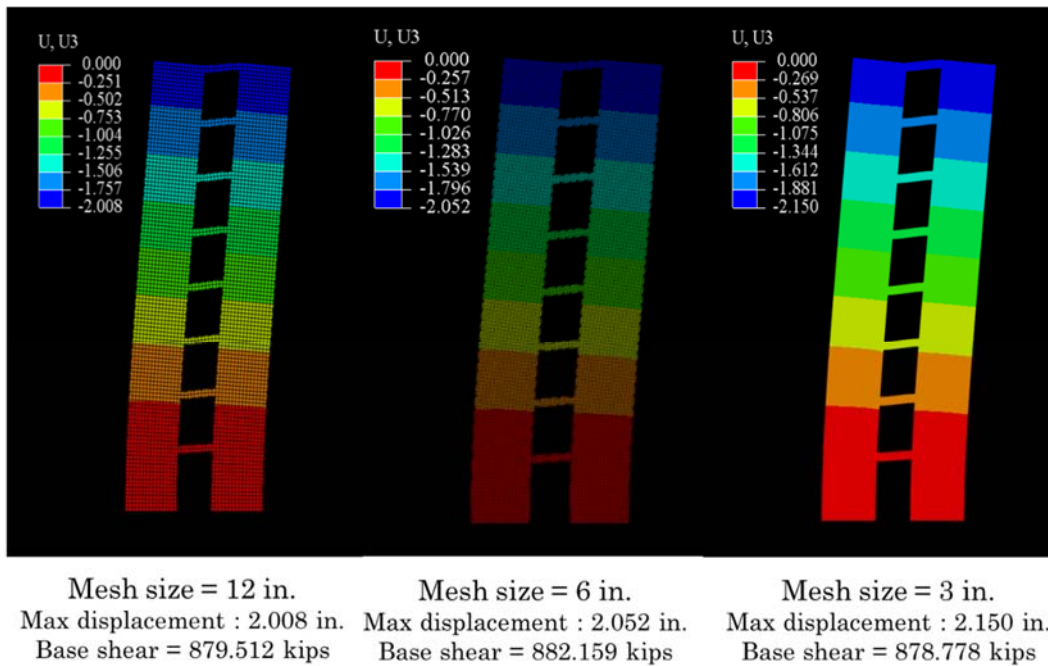 U, U3
0.000
-0.251
-0.502
-0.753
-1.004
-1.255
-1.506
-1.757
-2.008
U, U3
0.000
-0.257
-0.513
-0.770
-1.026
-1.283
-1.539
-1.796
-2.052
U, U3
0.000
-0.269
-0.537
-0.806
-1.075
-1.344
-1.612
-1.881
-2.150
Mesh size = 12 in.
Max displacement : 2.008 in.
Base shear = 879.512 kips
Mesh size = 6 in.
Max displacement : 2.052 in.
Base shear = 882.159 kips
Mesh size = 3 in.
Max displacement : 2.150 in.
Base shear = 878.778 kips